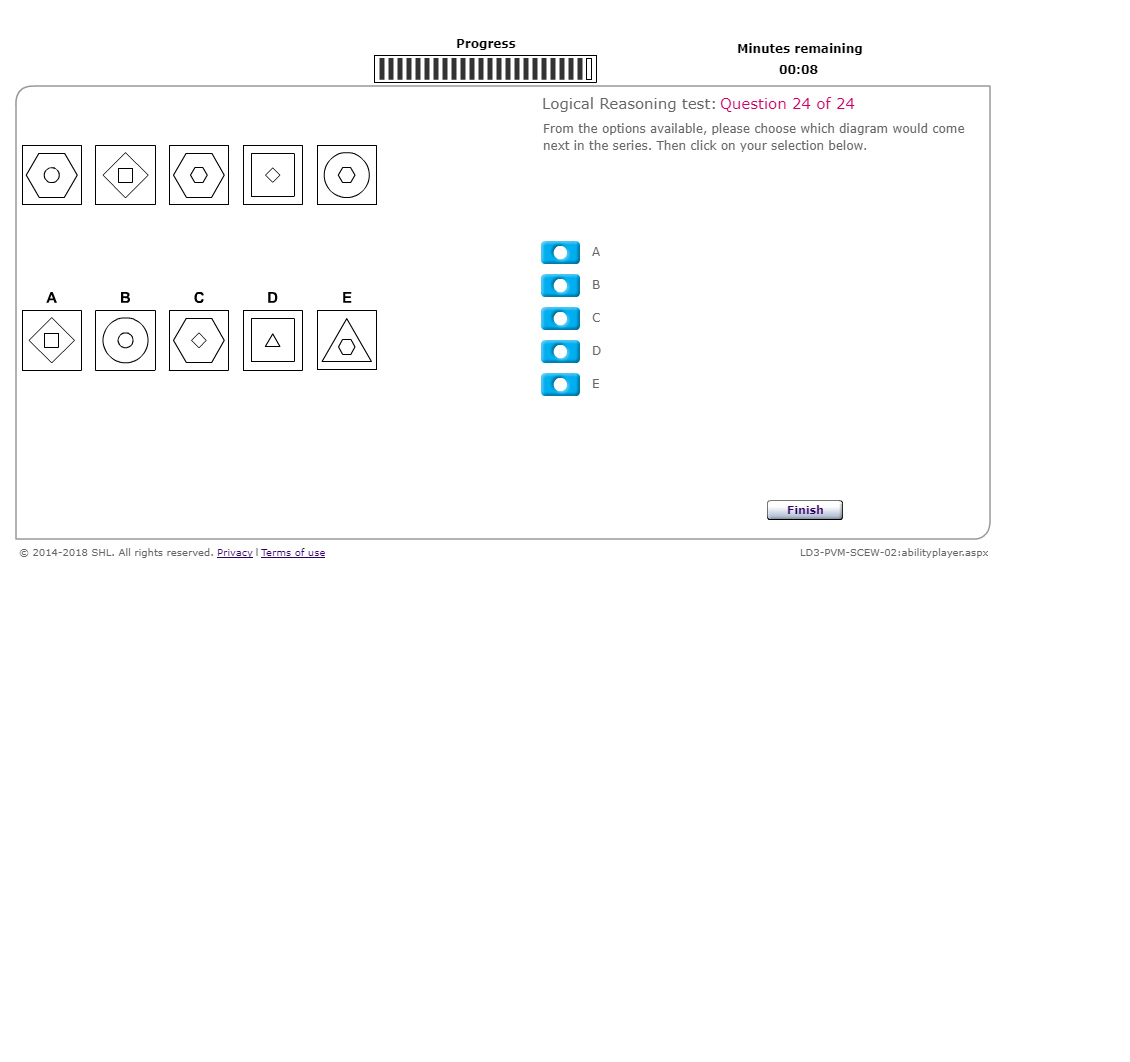 Progress
Minutes remaining
00:08
Logical Reasoning test: Question 24 of 24
From the options available, please choose which diagram would come
next in the series. Then click on your selection below.
A B C D E
A
B
C
D
E
Finish
© 2014-2018 SHL. All rights reserved. Privacy | Terms of use
LD3-PVM-SCEW-02:abilityplayer.aspx